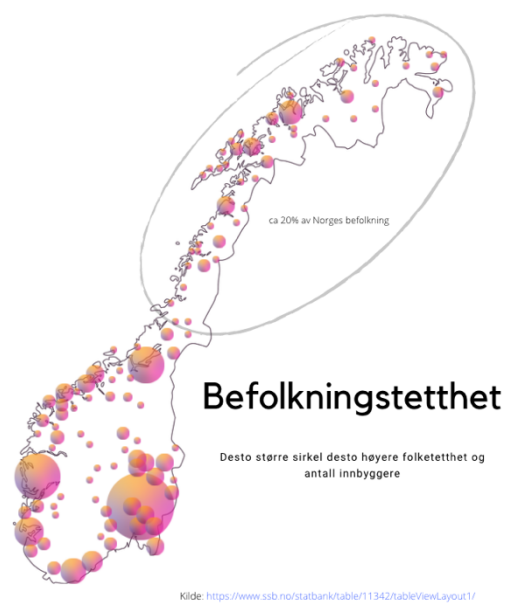 ca 20% av Norges befolkning
Befolkningstetthet
Desto større sirkel desto høyere folketetthet og
antall innbyggere
Kilde: https://www.ssb.no/statbank/table/11342/tableViewLayout1/